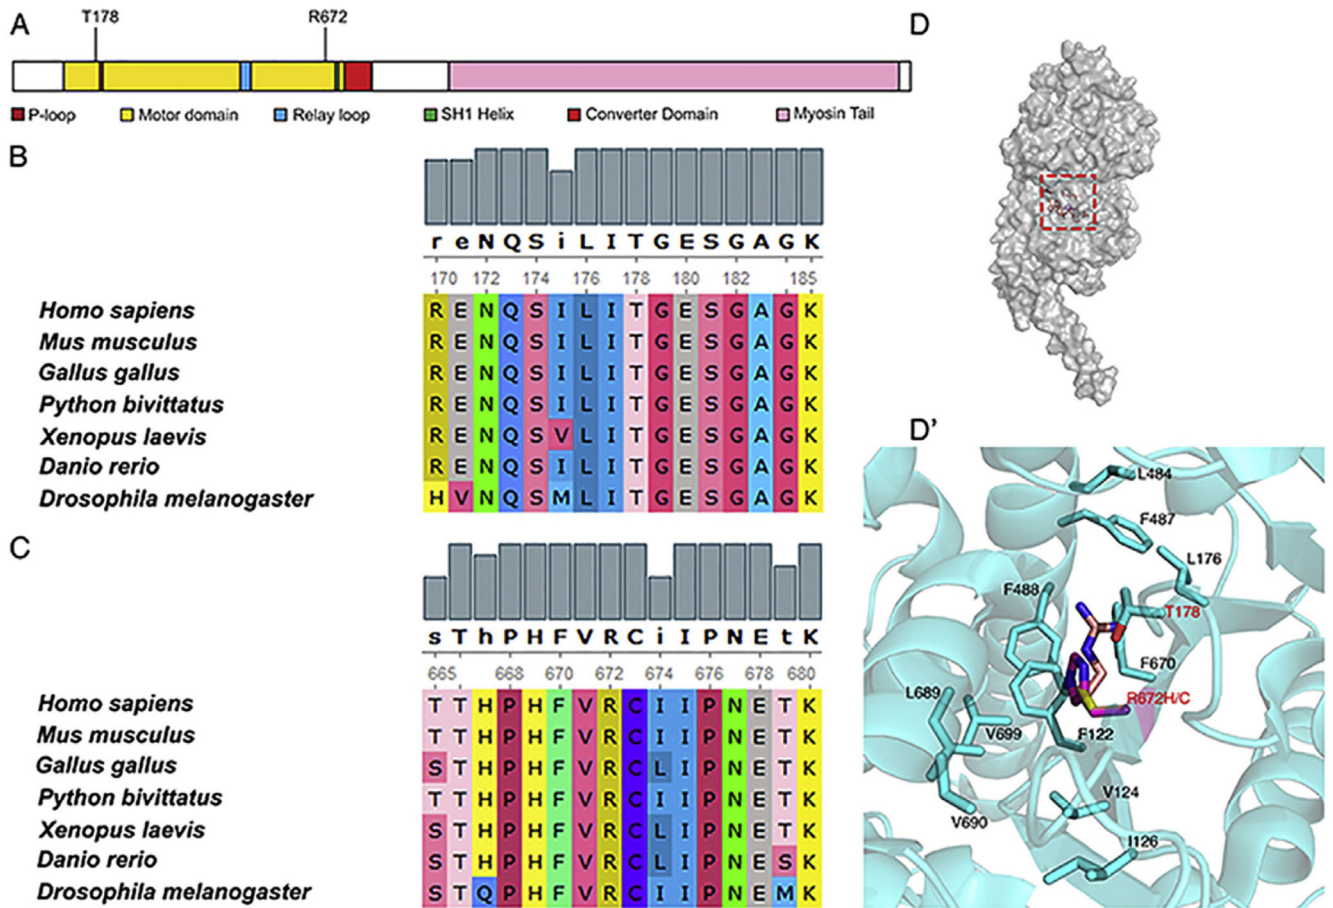 A
T178 R672
P-loop Motor domain Relay loop SH1 Helix Converter Domain Myosin Tail
B
r e N Q S i L I T G E S G A G K
170 172 174 176 178 180 182 185
Homo sapiens R E N Q S I L I T G E S G A G K
Mus musculus R E N Q S I L I T G E S G A G K
Gallus gallus R E N Q S I L I T G E S G A G K
Python bivittatus R E N Q S I L I T G E S G A G K
Xenopus laevis R E N Q S V L I T G E S G A G K
Danio rerio R E N Q S I L I T G E S G A G K
Drosophila melanogaster H V N Q S M L I T G E S G A G K
C
s T h P H F V R C i I P N E t K
665 668 670 672 674 676 678 680
Homo sapiens T T H P H F V R C I I P N E T K
Mus musculus T T H P H F V R C I I P N E T K
Gallus gallus S T H P H F V R C L I P N E T K
Python bivittatus T T H P H F V R C I I P N E T K
Xenopus laevis S T H P H F V R C L I P N E T K
Danio rerio S T H P H F V R C L I P N E S K
Drosophila melanogaster S T Q P H F V R C I I P N E M K
D
D'
L484
F487
L176
F488
T178
F670
L689
R672H/C
V699
F122
V124
V690
I126